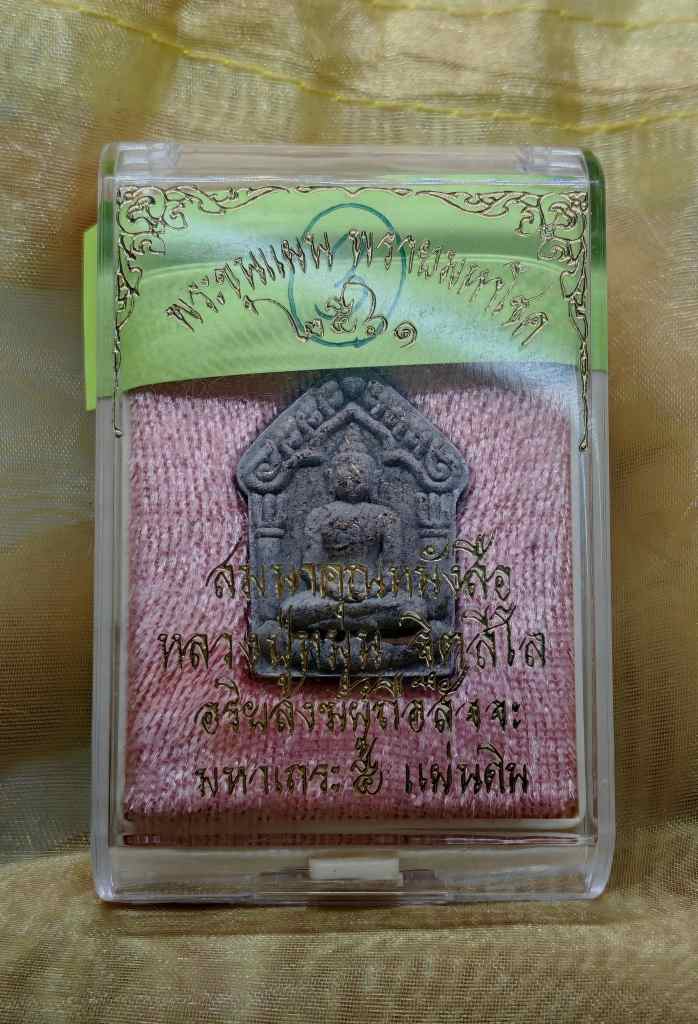 พระขุนแผน พรายมหาโชค
๒๕๖๑
สมนาคุณหนังสือ
หลวงปู่หมุน ฐิตสีโล
อริยสงฆ์ผู้ถือสัจจะ
มหาเถระ ๕ แผ่นดิน